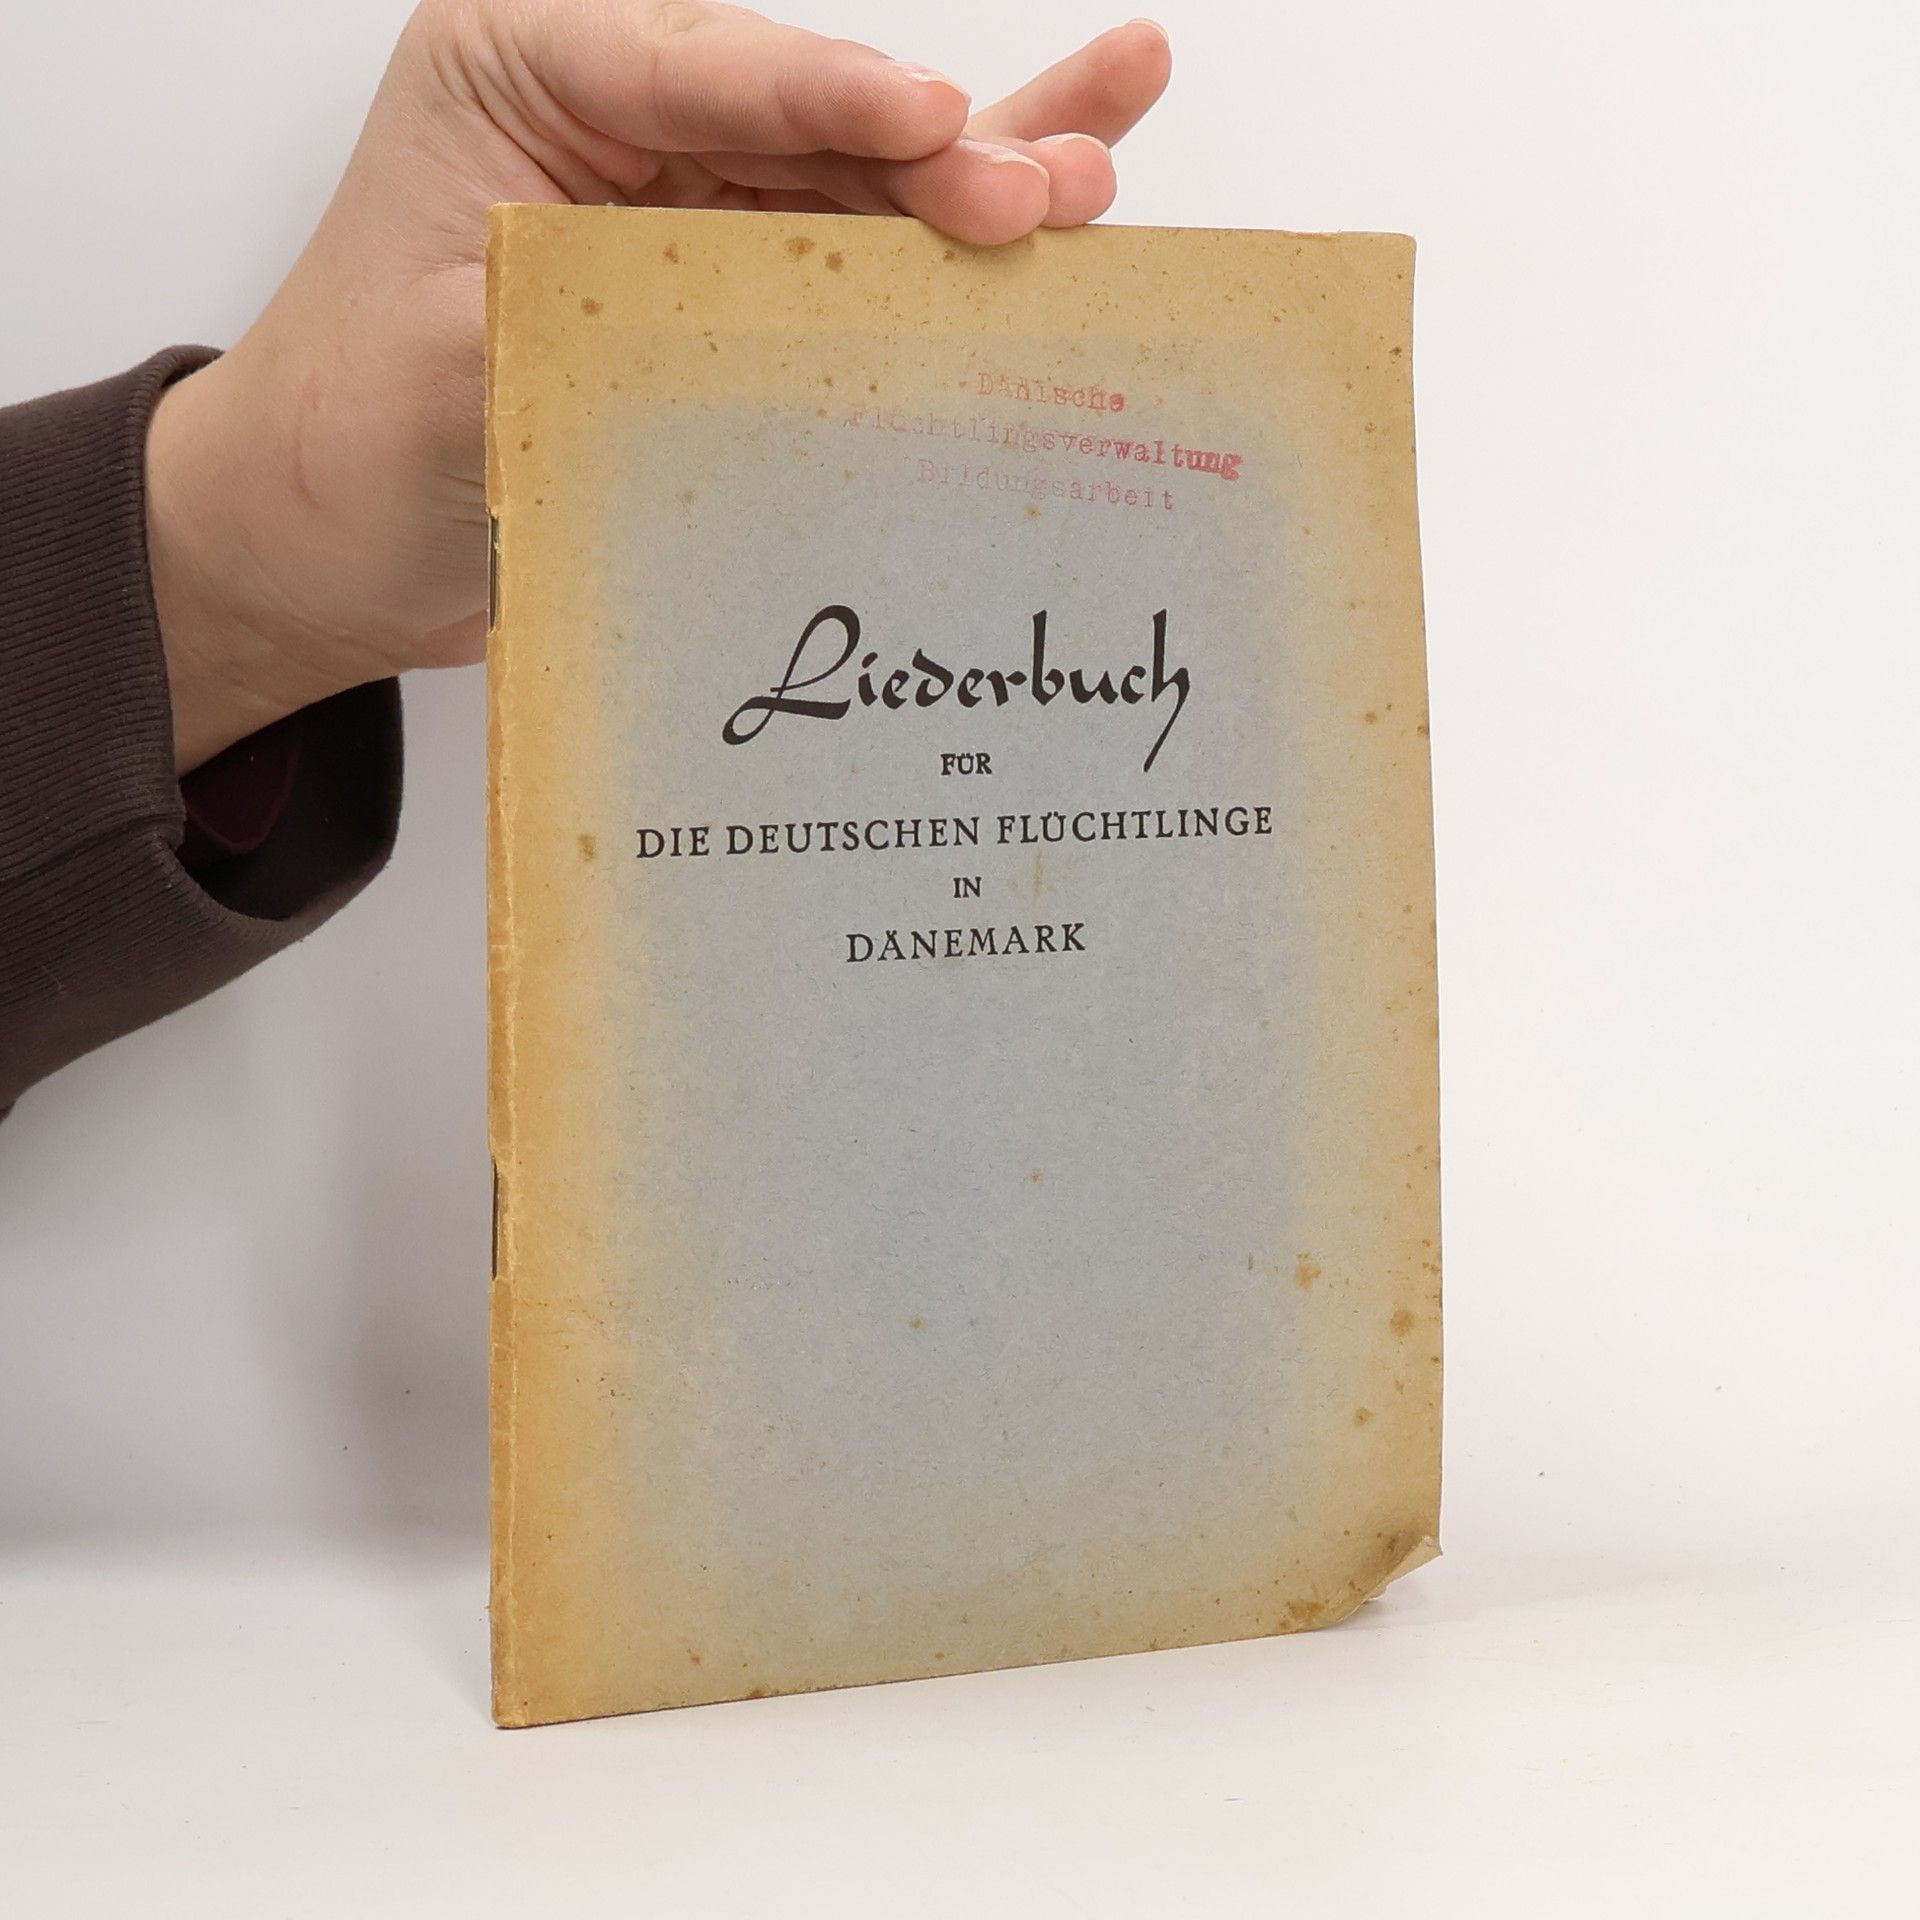 Dänische
Flüchtlingsverwaltung
Bildungsarbeit
Liederbuch
FÜR
DIE DEUTSCHEN FLÜCHTLINGE
IN
DÄNEMARK